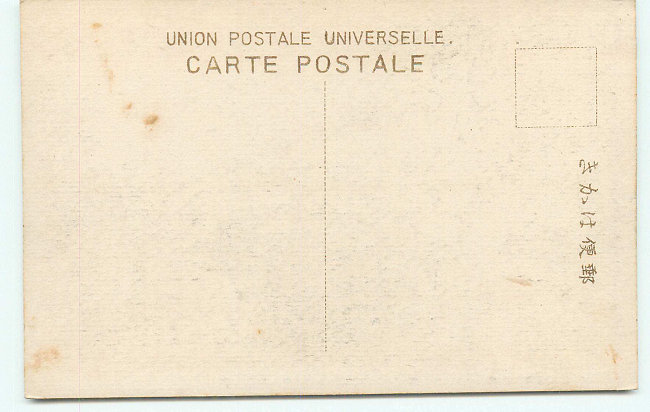 UNION POSTALE UNIVERSELLE.
CARTE POSTALE
郵便はかき